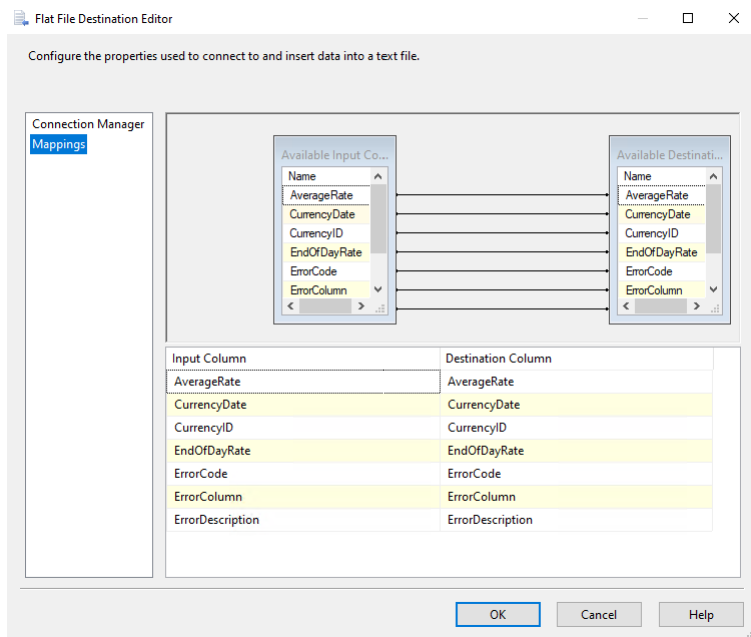 Flat File Destination Editor
Configure the properties used to connect to and insert data into a text file.
Connection Manager
Mappings
Available Input Co...
Name
AverageRate
CurrencyDate
CurrencyID
EndOfDayRate
ErrorCode
ErrorColumn
Available Destinati...
Name
AverageRate
CurrencyDate
CurrencyID
EndOfDayRate
ErrorCode
ErrorColumn
Input Column Destination Column
AverageRate AverageRate
CurrencyDate CurrencyDate
CurrencyID CurrencyID
EndOfDayRate EndOfDayRate
ErrorCode ErrorCode
ErrorColumn ErrorColumn
ErrorDescription ErrorDescription
OK Cancel Help